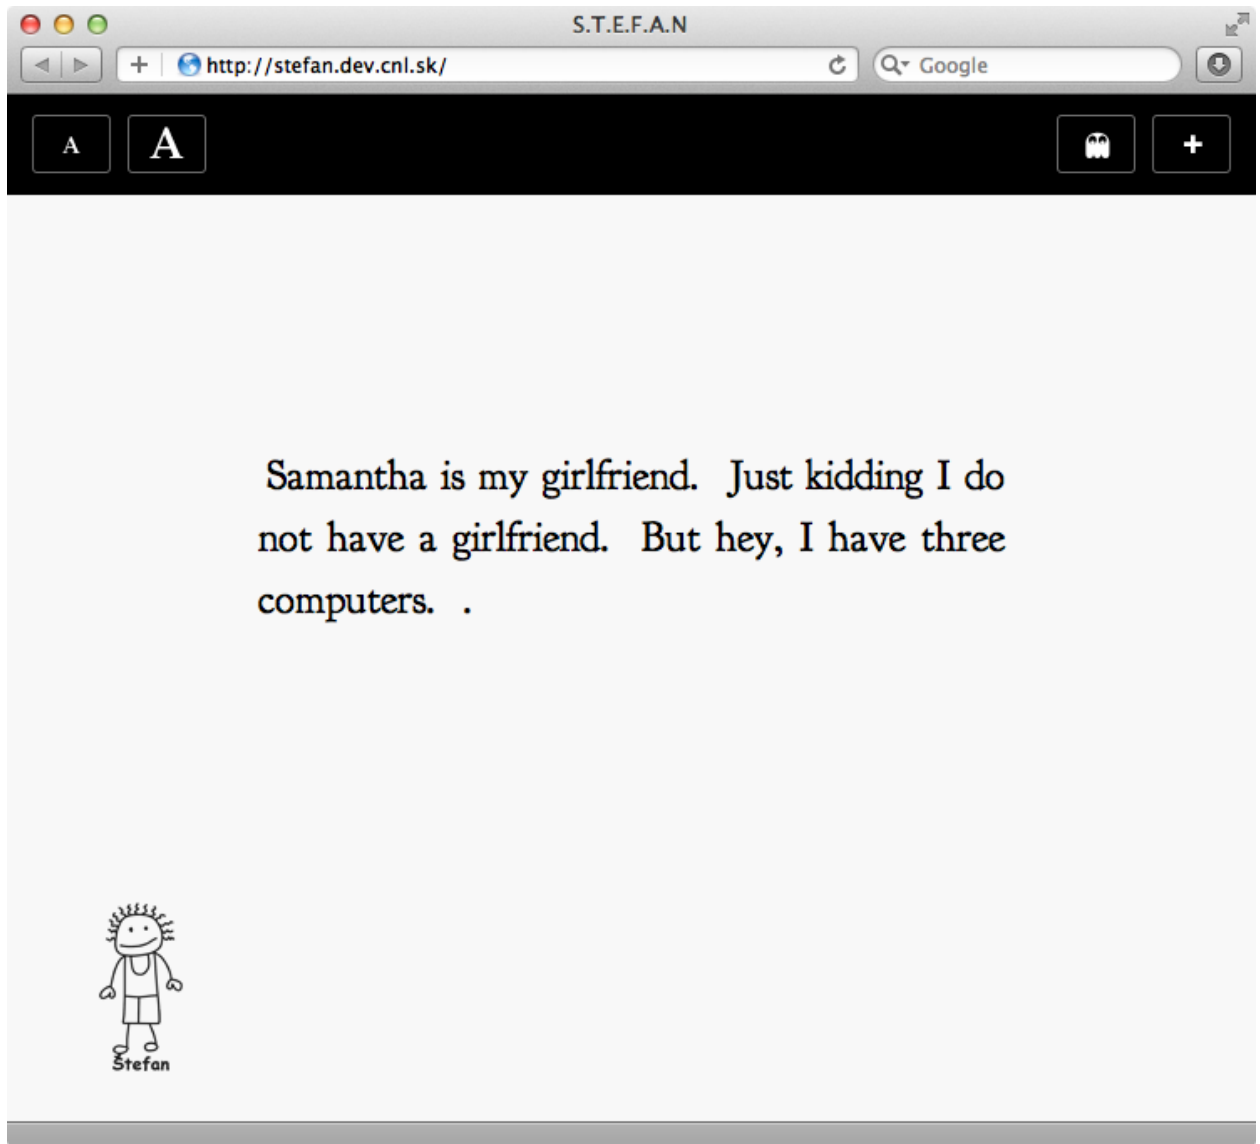 S.T.E.F.A.N
http://stefan.dev.cnl.sk/
Google
A A
Samantha is my girlfriend. Just kidding I do
not have a girlfriend. But hey, I have three
computers. .
Štefan